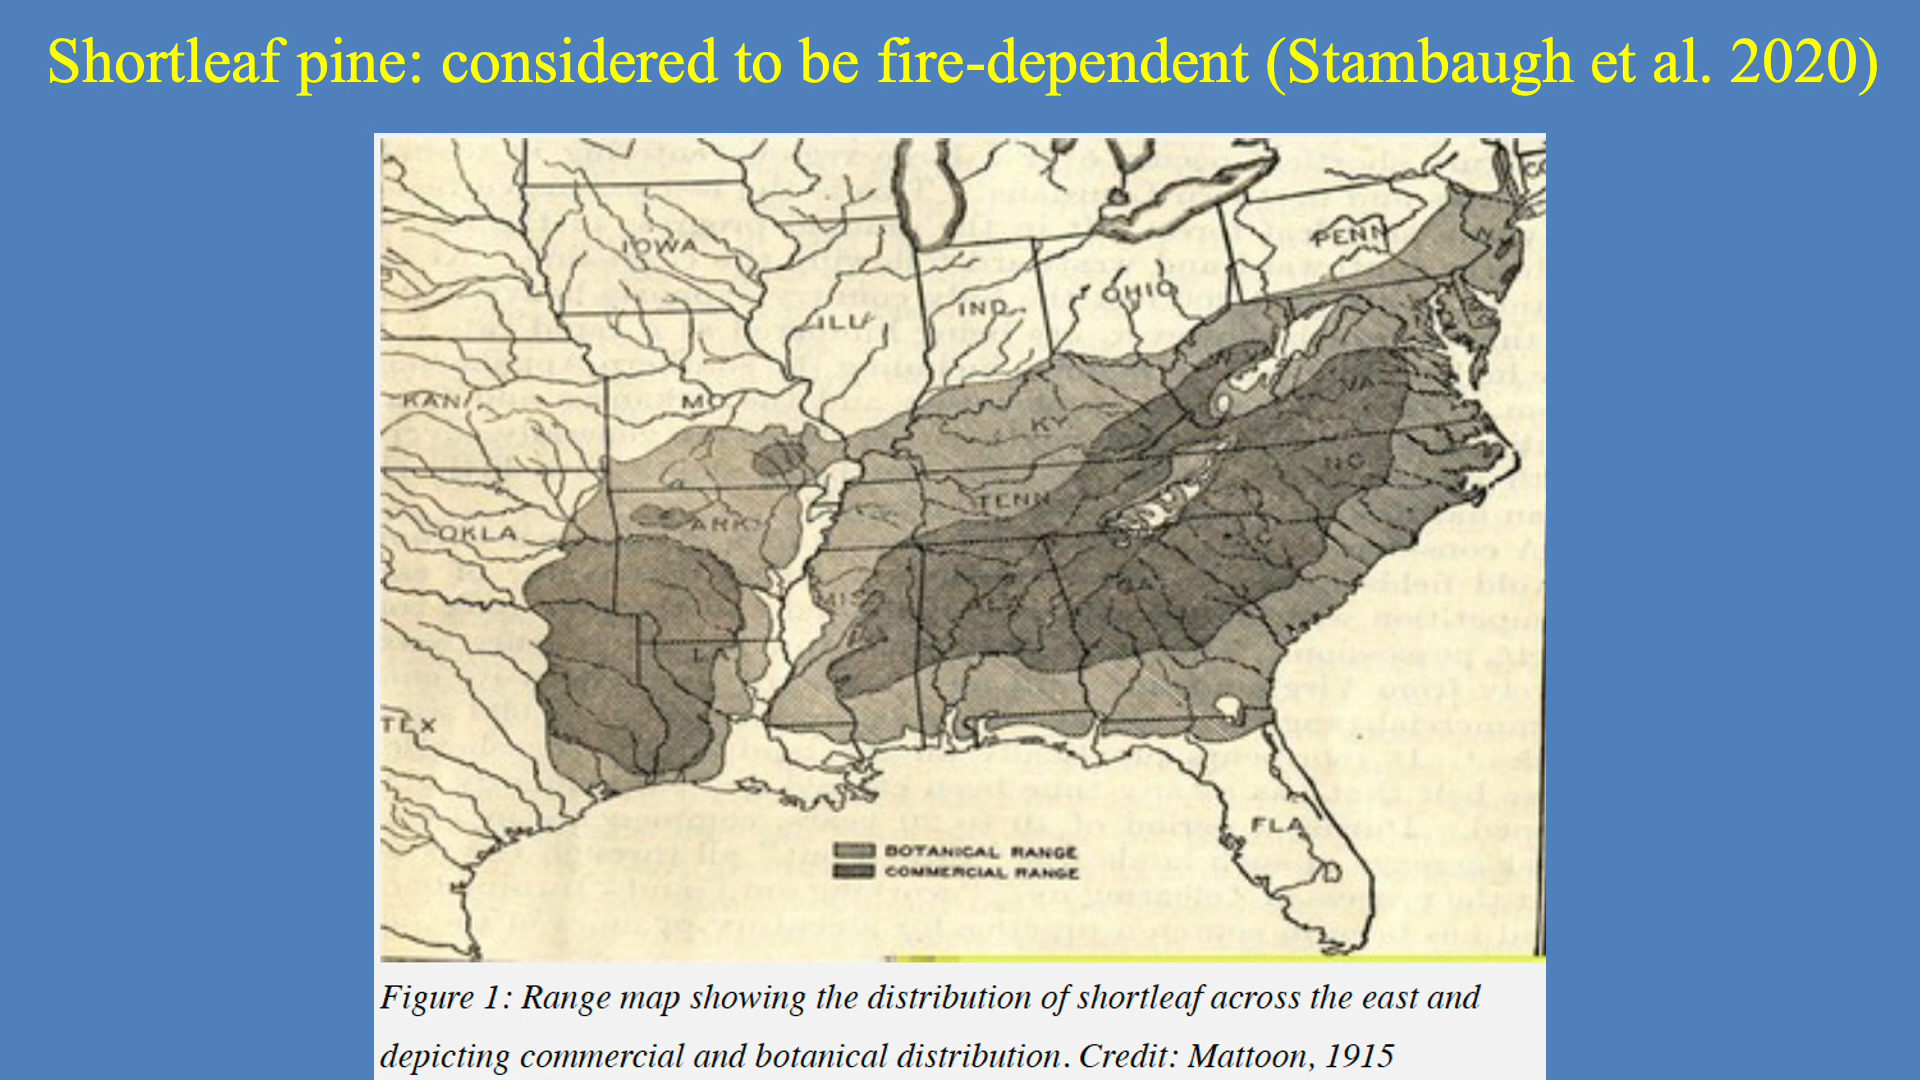 Shortleaf pine: considered to be fire-dependent (Stambaugh et al. 2020)
IOWA
PENN
N.J.
OHIO
IND.
ILL.
W.V.
VA
KAN.
MO
KY
N.C.
TENN
ARK
OKLA
S.C.
GA
ALA
MISS
LA
TEX
FLA
BOTANICAL RANGE
COMMERCIAL RANGE
Figure 1: Range map showing the distribution of shortleaf across the east and
depicting commercial and botanical distribution. Credit: Mattoon, 1915